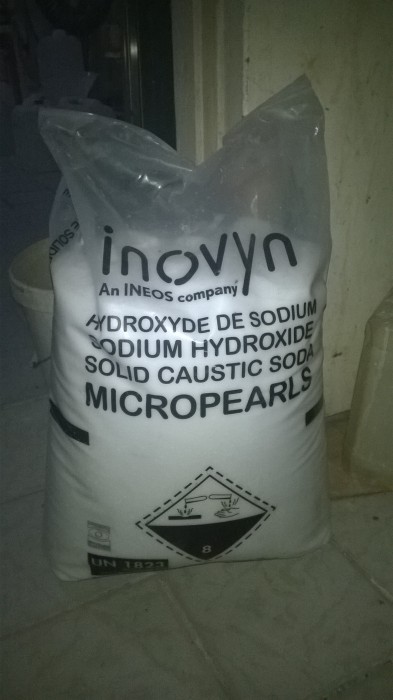 inovyn
An INEOS company
HYDROXYDE DE SODIUM
SODIUM HYDROXIDE
SOLID CAUSTIC SODA
MICROPEARLS
8
UN 1823